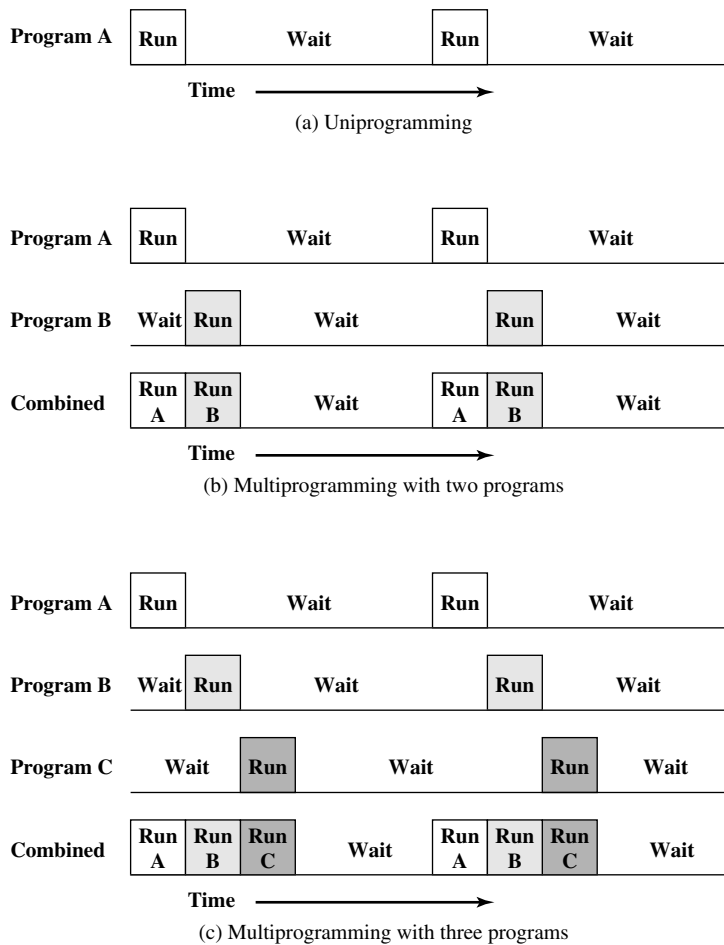 Program A Run Wait Run Wait
Time
(a) Uniprogramming
Program A Run Wait Run Wait
Program B Wait Run Wait Run Wait
Combined Run A Run B Wait Run A Run B Wait
Time
(b) Multiprogramming with two programs
Program A Run Wait Run Wait
Program B Wait Run Wait Run Wait
Program C Wait Run Wait Run Wait
Combined Run A Run B Run C Wait Run A Run B Run C Wait
Time
(c) Multiprogramming with three programs